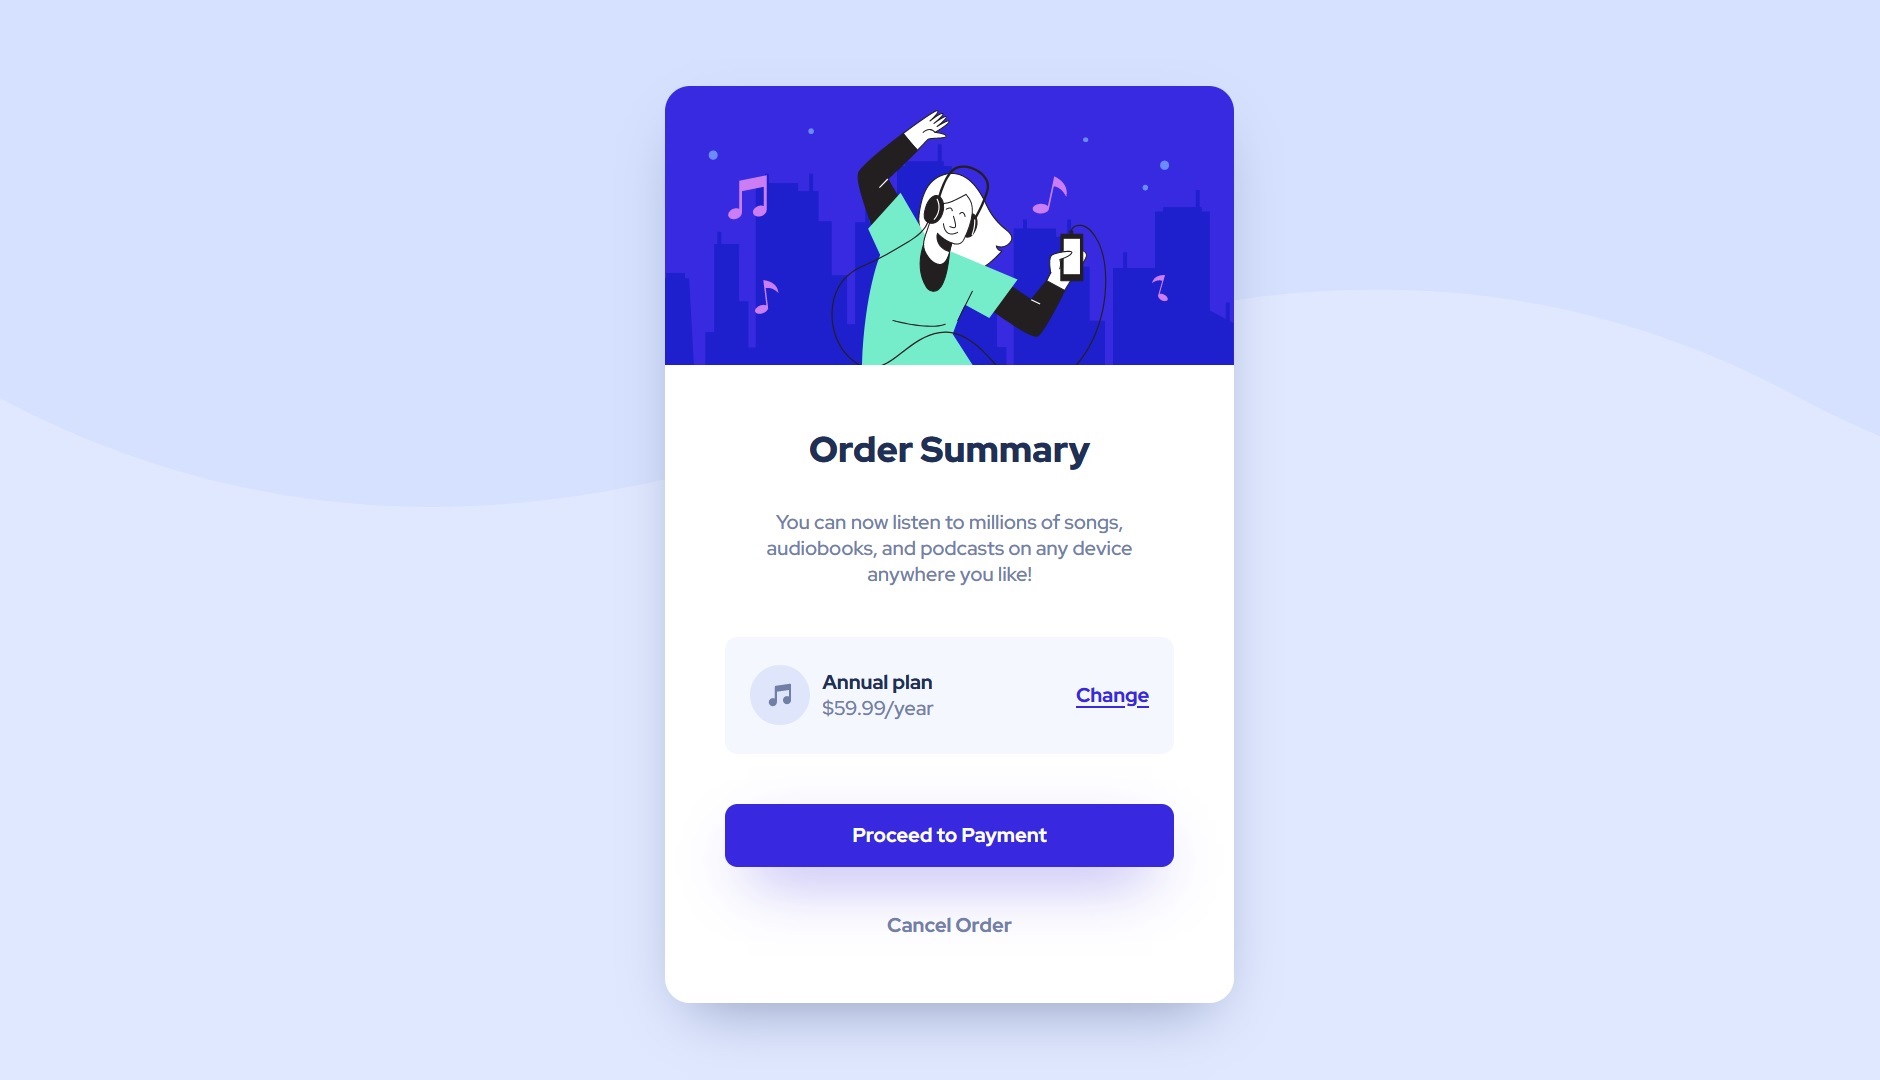 Order Summary
You can now listen to millions of songs,
audiobooks, and podcasts on any device
anywhere you like!
Annual plan
$59.99/year
Change
Proceed to Payment
Cancel Order